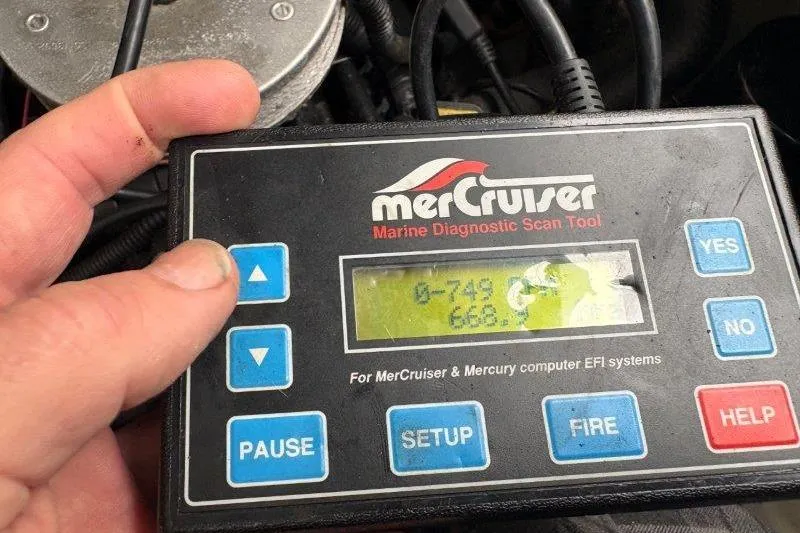 merCruiser
Marine Diagnostic Scan Tool
0-749
668.9
YES
NO
For MerCruiser & Mercury computer EFI systems
PAUSE
SETUP
FIRE
HELP